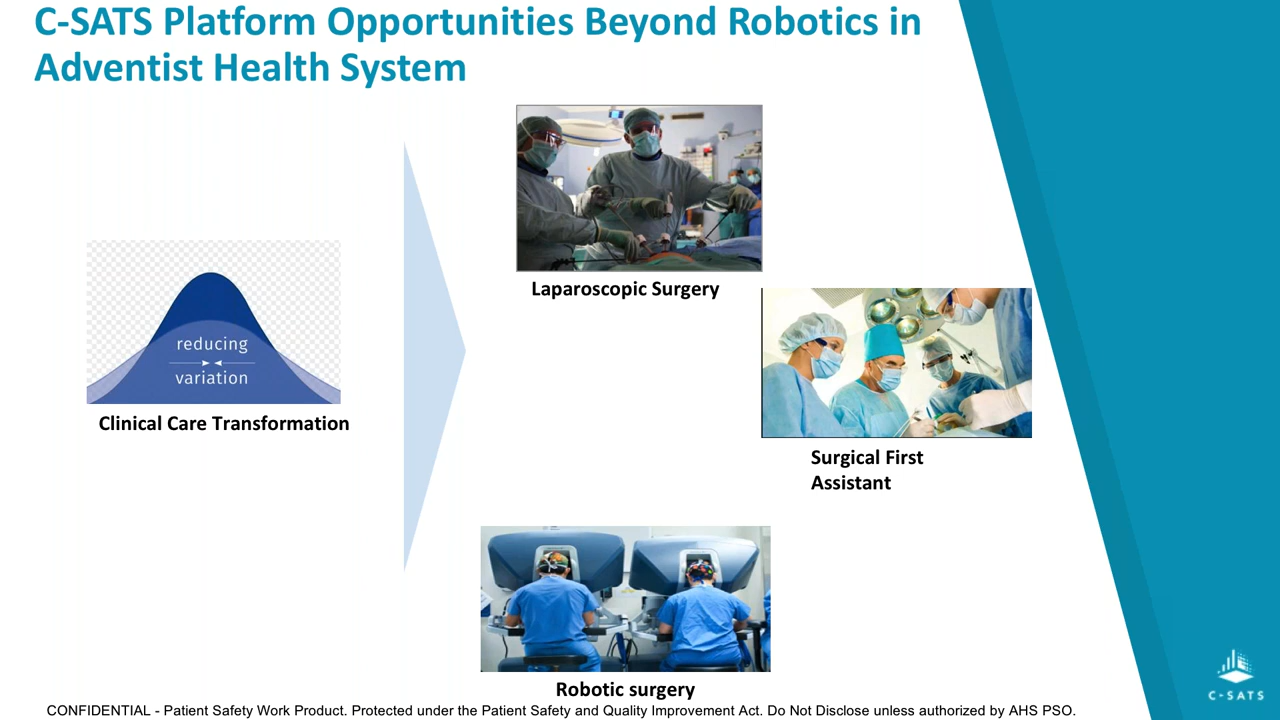 C-SATS Platform Opportunities Beyond Robotics in
Adventist Health System
reducing
variation
Clinical Care Transformation
Laparoscopic Surgery
Surgical First
Assistant
Robotic surgery
CONFIDENTIAL - Patient Safety Work Product. Protected under the Patient Safety and Quality Improvement Act. Do Not Disclose unless authorized by AHS PSO.
C-SATS